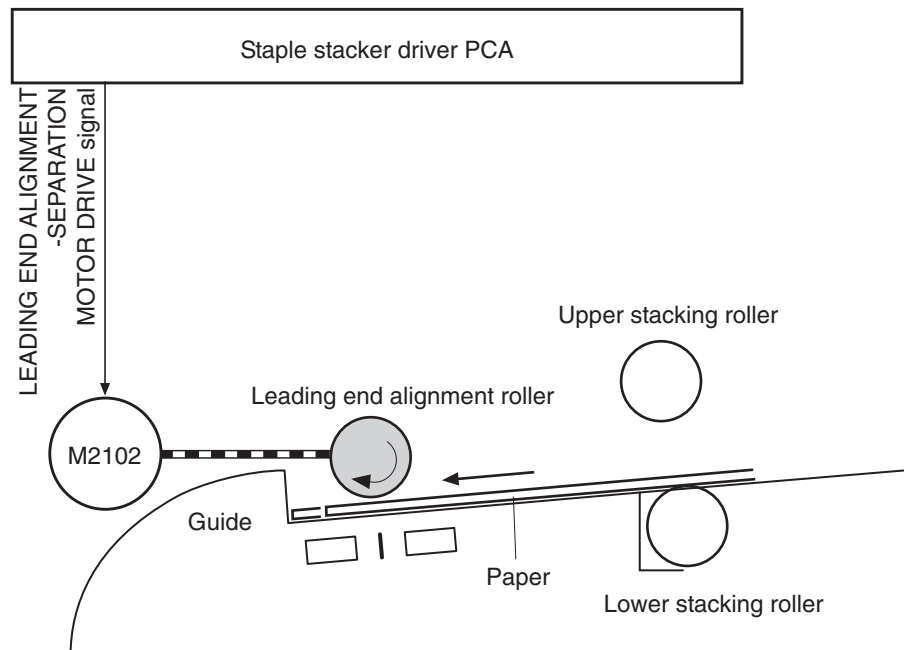 Staple stacker driver PCA
LEADING END ALIGNMENT
-SEPARATION
MOTOR DRIVE signal
Upper stacking roller
Leading end alignment roller
M2102
Guide
Paper
Lower stacking roller